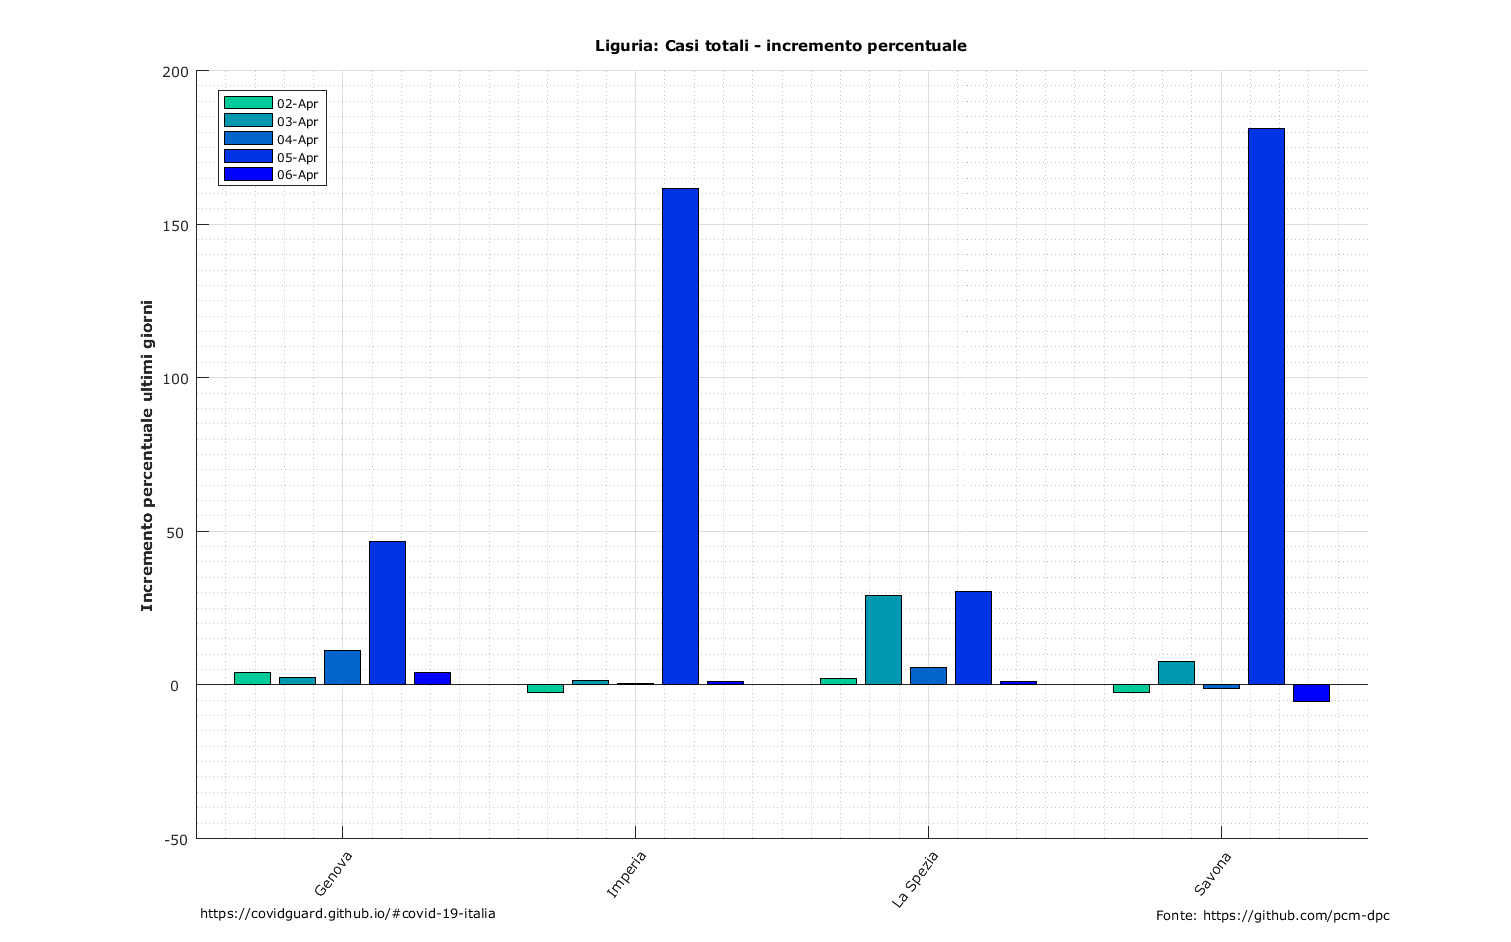 Liguria: Casi totali - incremento percentuale
02-Apr
03-Apr
04-Apr
05-Apr
06-Apr
Incremento percentuale ultimi giorni
200
150
100
50
0
-50
Genova
Imperia
La Spezia
Savona
https://covidguard.github.io/#covid-19-italia
Fonte: https://github.com/pcm-dpc